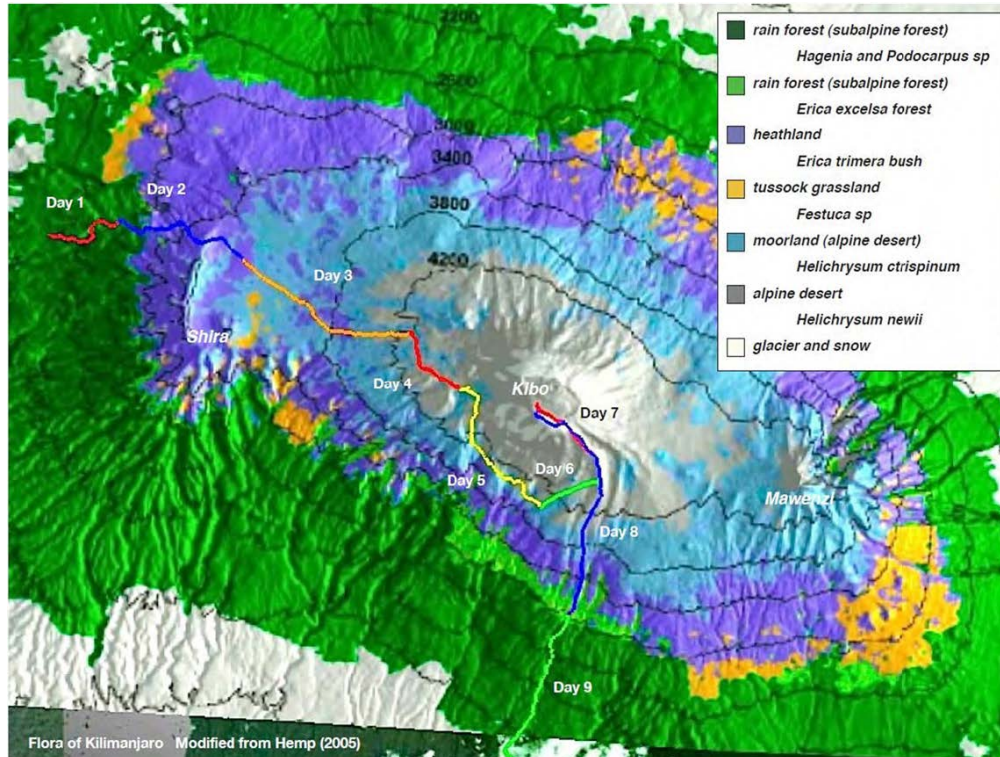 2200
2600
3000
3400
3800
4200
Day 1
Day 2
Day 3
Shira
Day 4
Kibo
Day 7
Day 6
Day 5
Mawenzi
Day 8
Day 9
rain forest (subalpine forest)
Hagenia and Podocarpus sp
rain forest (subalpine forest)
Erica excelsa forest
heathland
Erica trimera bush
tussock grassland
Festuca sp
moorland (alpine desert)
Helichrysum ctrispinum
alpine desert
Helichrysum newii
glacier and snow
Flora of Kilimanjaro Modified from Hemp (2005)